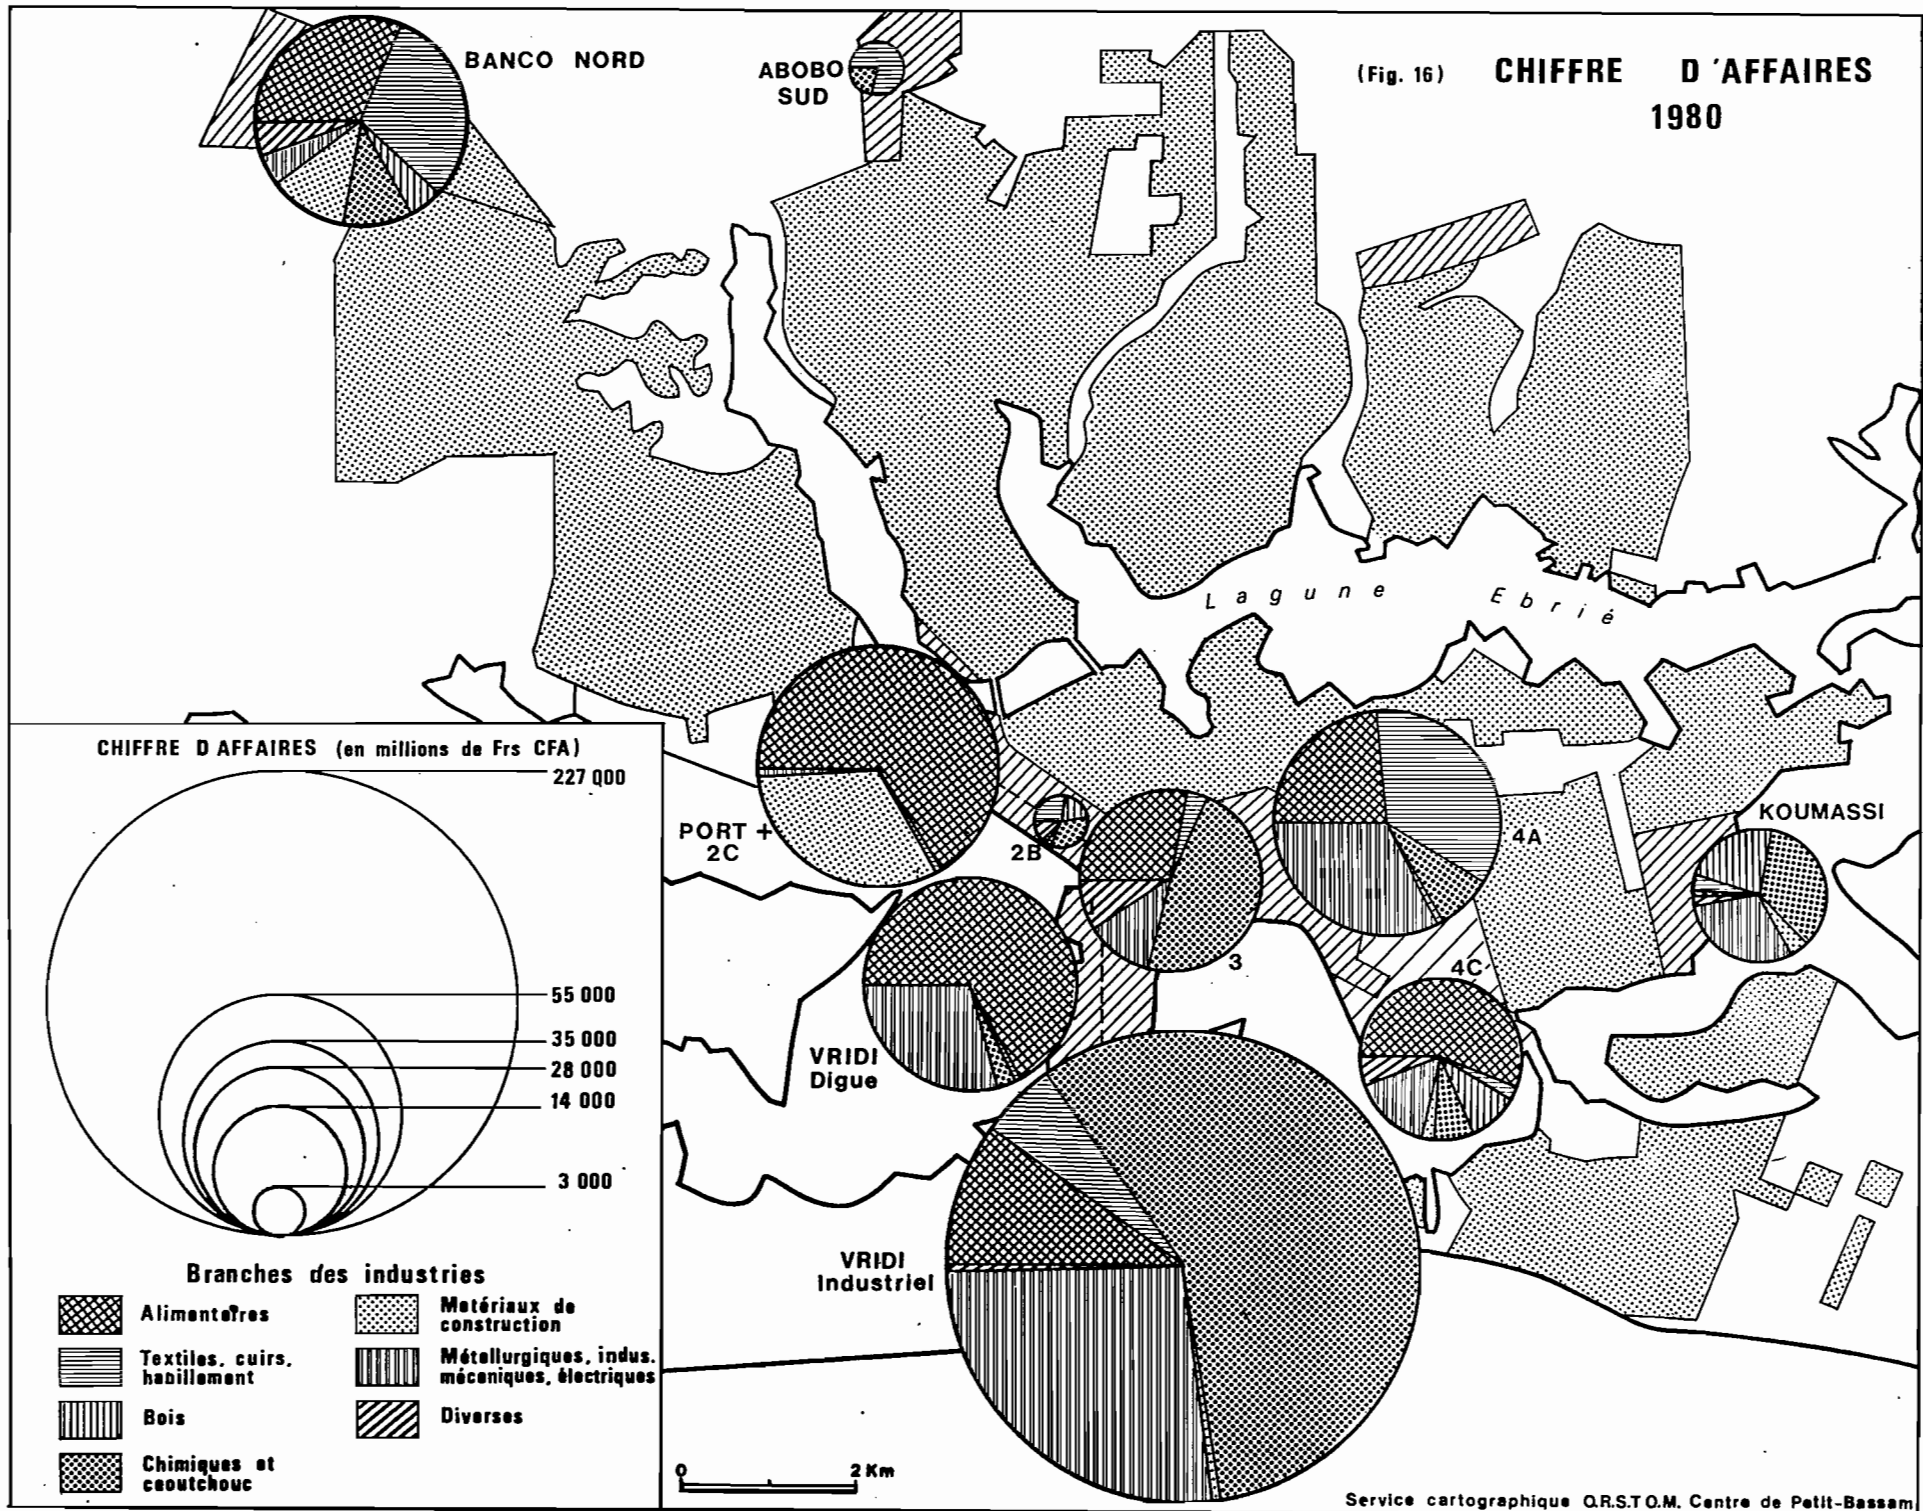 BANCO NORD
ABOBO
SUD
(Fig. 16) CHIFFRE D'AFFAIRES
1980
Lagune Ebrié
PORT +
2C
2B
3
4A
KOUMASSI
4C
VRIDI
Digue
VRIDI
Industriel
CHIFFRE D AFFAIRES (en millions de Frs CFA)
227 000
55 000
35 000
28 000
14 000
3 000
Branches des industries
Alimentaires
Textiles, cuirs,
habillement
Bois
Chimiques et
caoutchouc
Matériaux de
construction
Métallurgiques, indus.
mécaniques, électriques
Diverses
0 2 Km
Service cartographique O.R.S.T.O.M. Centre de Petit-Bassam